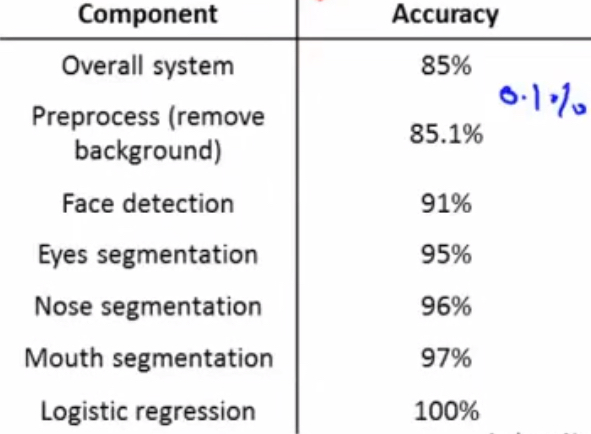 Component Accuracy
Overall system 85%
0.1%
Preprocess (remove
background) 85.1%
Face detection 91%
Eyes segmentation 95%
Nose segmentation 96%
Mouth segmentation 97%
Logistic regression 100%